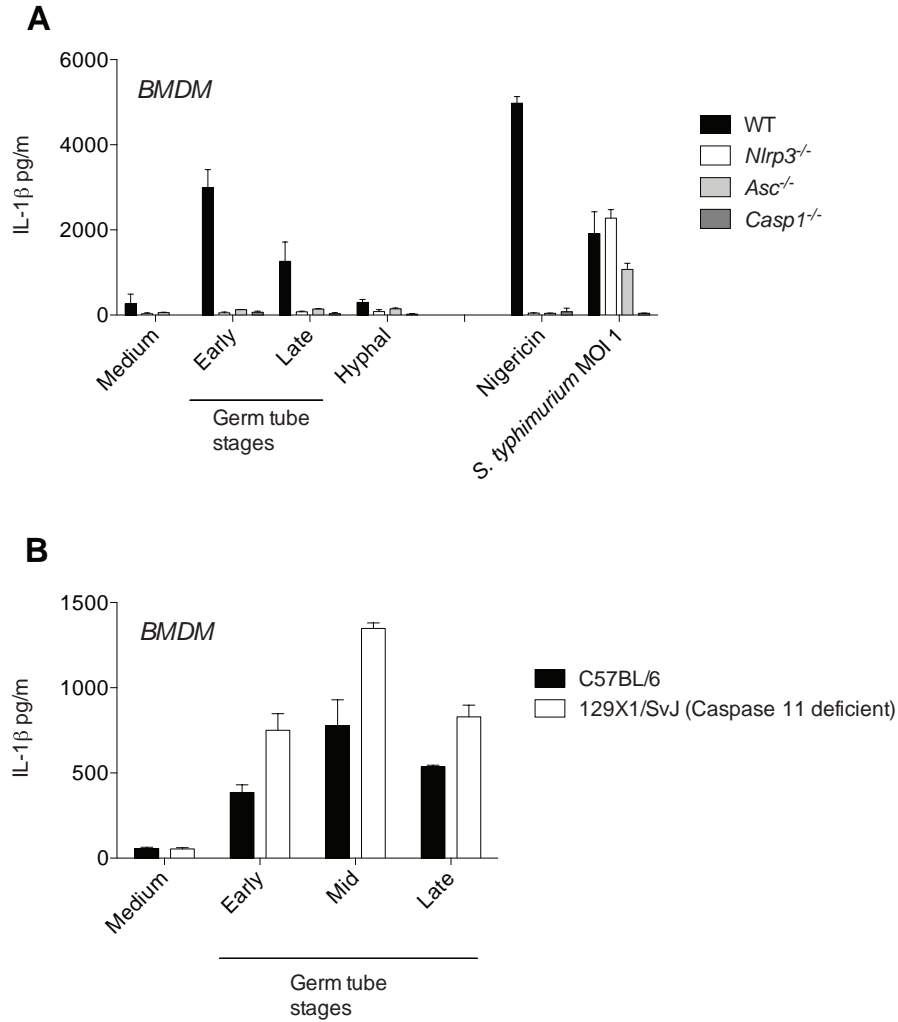 A
BMDM
IL-1β pg/m
6000
4000
2000
0
Medium
Early
Late
Hyphal
Nigericin
S. typhimurium MOI 1
Germ tube
stages
WT
Nlrp3-/-
Asc-/-
Casp1-/-
B
BMDM
IL-1β pg/m
1500
1000
500
0
Medium
Early
Mid
Late
Germ tube
stages
C57BL/6
129X1/SvJ (Caspase 11 deficient)